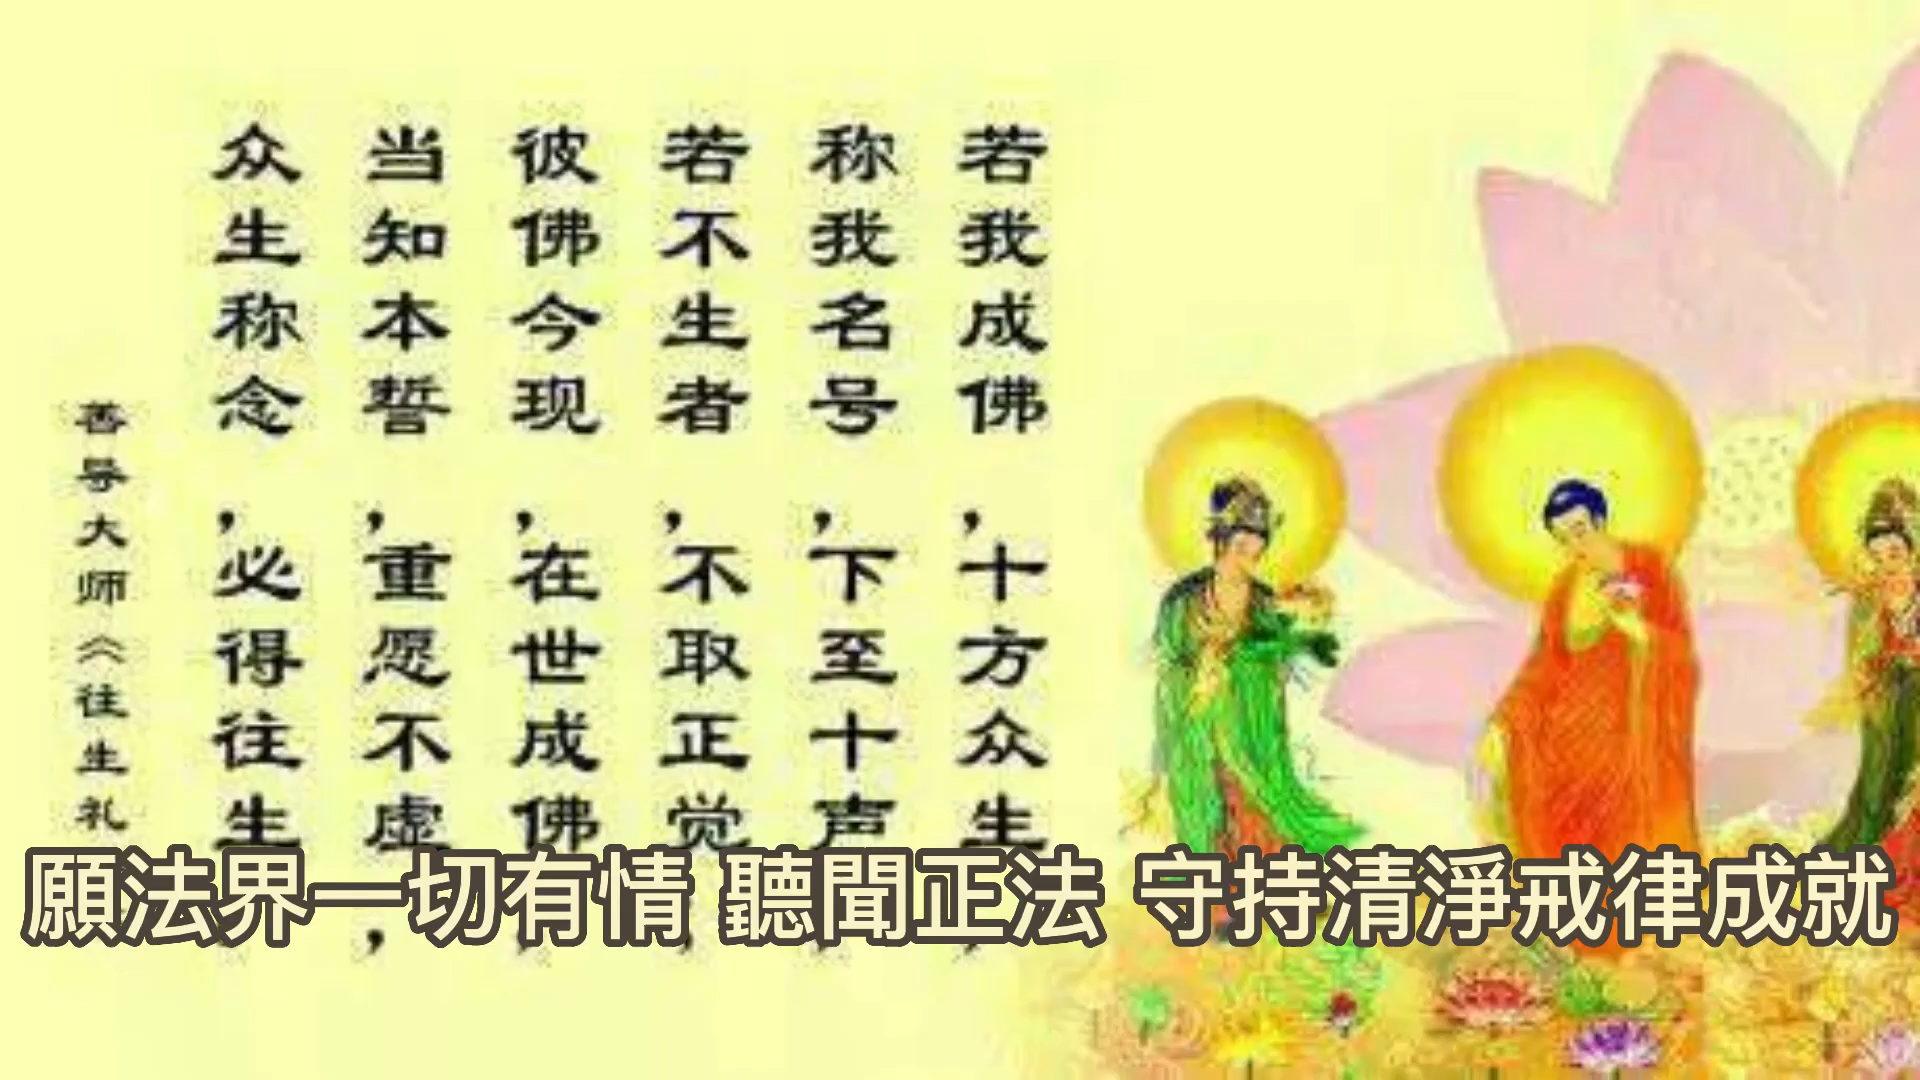 若我成佛，十方众生，
称我名号，下至十声，
若不生者，不取正觉，
彼佛今现，在世成佛，
当知本誓，重愿不虚，
众生称念，必得往生
善导大师《往生礼
願法界一切有情 聽聞正法 守持清淨戒律成就